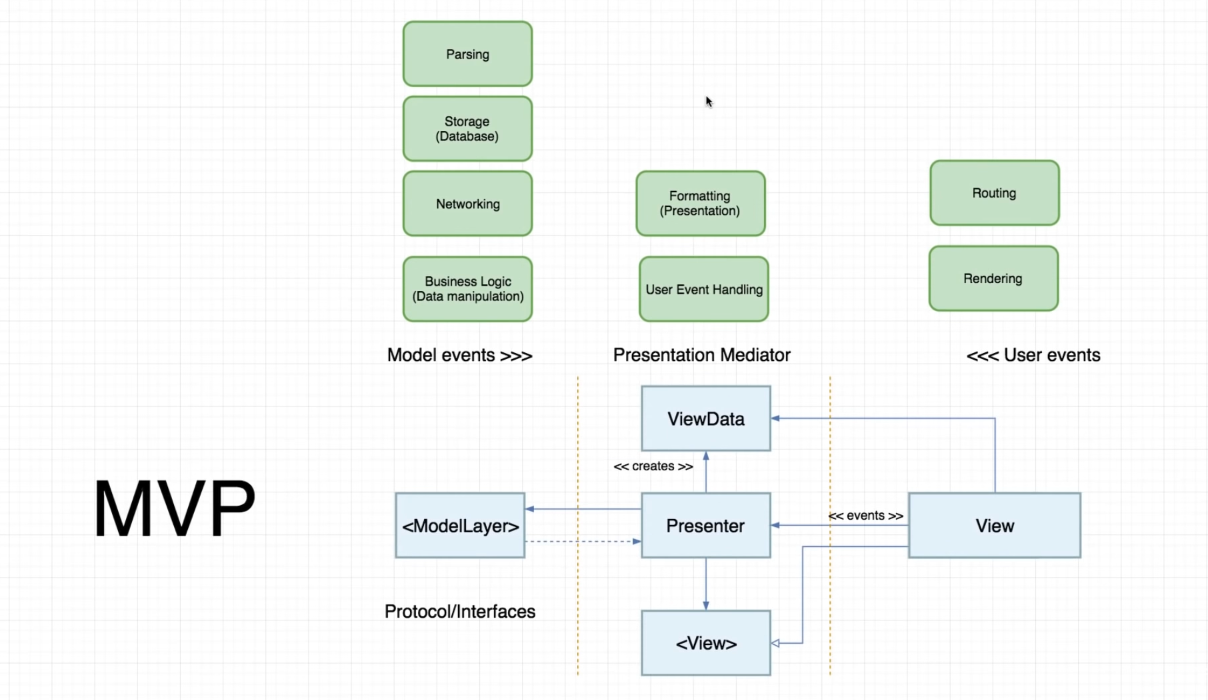 Parsing
Storage
(Database)
Networking
Business Logic
(Data manipulation)
Formatting
(Presentation)
User Event Handling
Routing
Rendering
Model events >>>
Presentation Mediator
<<< User events
ViewData
<< creates >>
MVP
<ModelLayer>
Presenter
<< events >>
View
Protocol/Interfaces
<View>